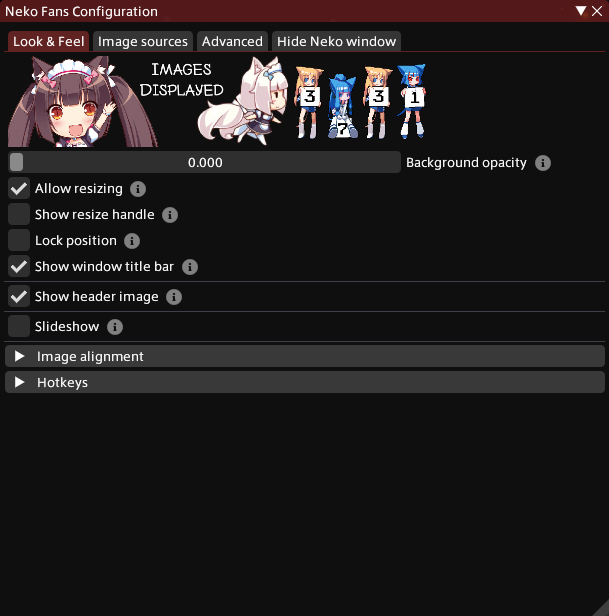 Neko Fans Configuration
Look & Feel Image sources Advanced Hide Neko window
IMAGES
DISPLAYED
3 7 3 1
0.000 Background opacity
Allow resizing
Show resize handle
Lock position
Show window title bar
Show header image
Slideshow
Image alignment
Hotkeys